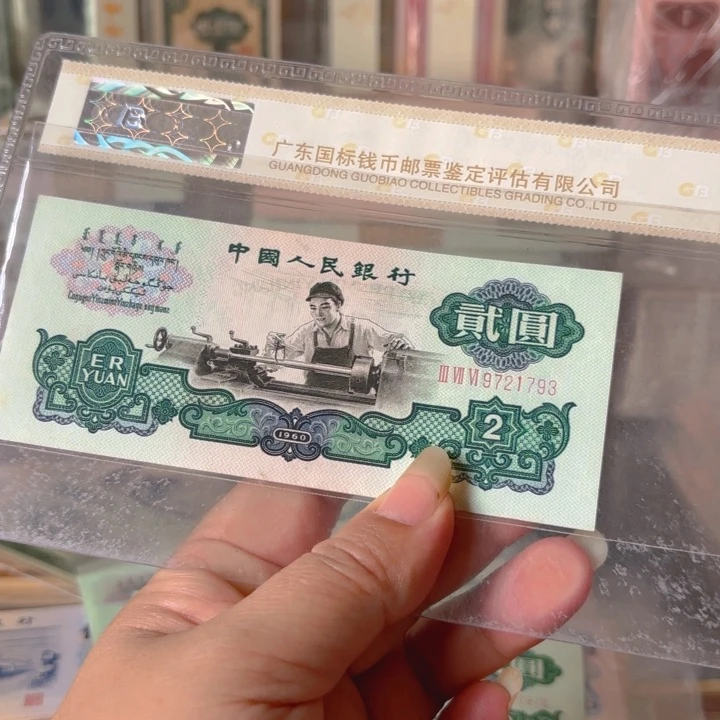 广东国标钱币邮票鉴定评估有限公司
GUANGDONG GUOBIAO COLLECTIBLES GRADING CO.,LTD
中國人民銀行
貳圓
ER
YUAN
III VII VI 9721793
1960
2